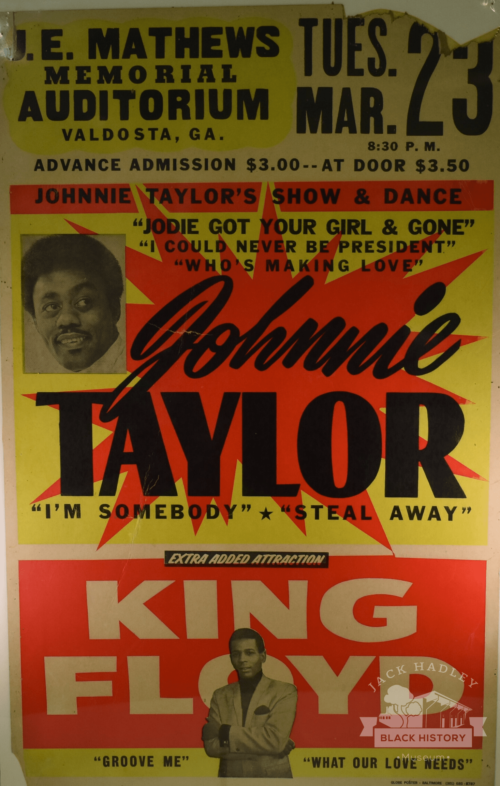 J.E. MATHEWS
MEMORIAL
AUDITORIUM
VALDOSTA, GA.
TUES.
MAR. 23
8:30 P. M.
ADVANCE ADMISSION $3.00--AT DOOR $3.50
JOHNNIE TAYLOR'S SHOW & DANCE
"JODIE GOT YOUR GIRL & GONE"
"I COULD NEVER BE PRESIDENT"
"WHO'S MAKING LOVE"
Johnnie
TAYLOR
"I'M SOMEBODY" ★ "STEAL AWAY"
EXTRA ADDED ATTRACTION
KING
FLOYD
"GROOVE ME"
"WHAT OUR LOVE NEEDS"
JACK HADLEY
BLACK HISTORY
Museum